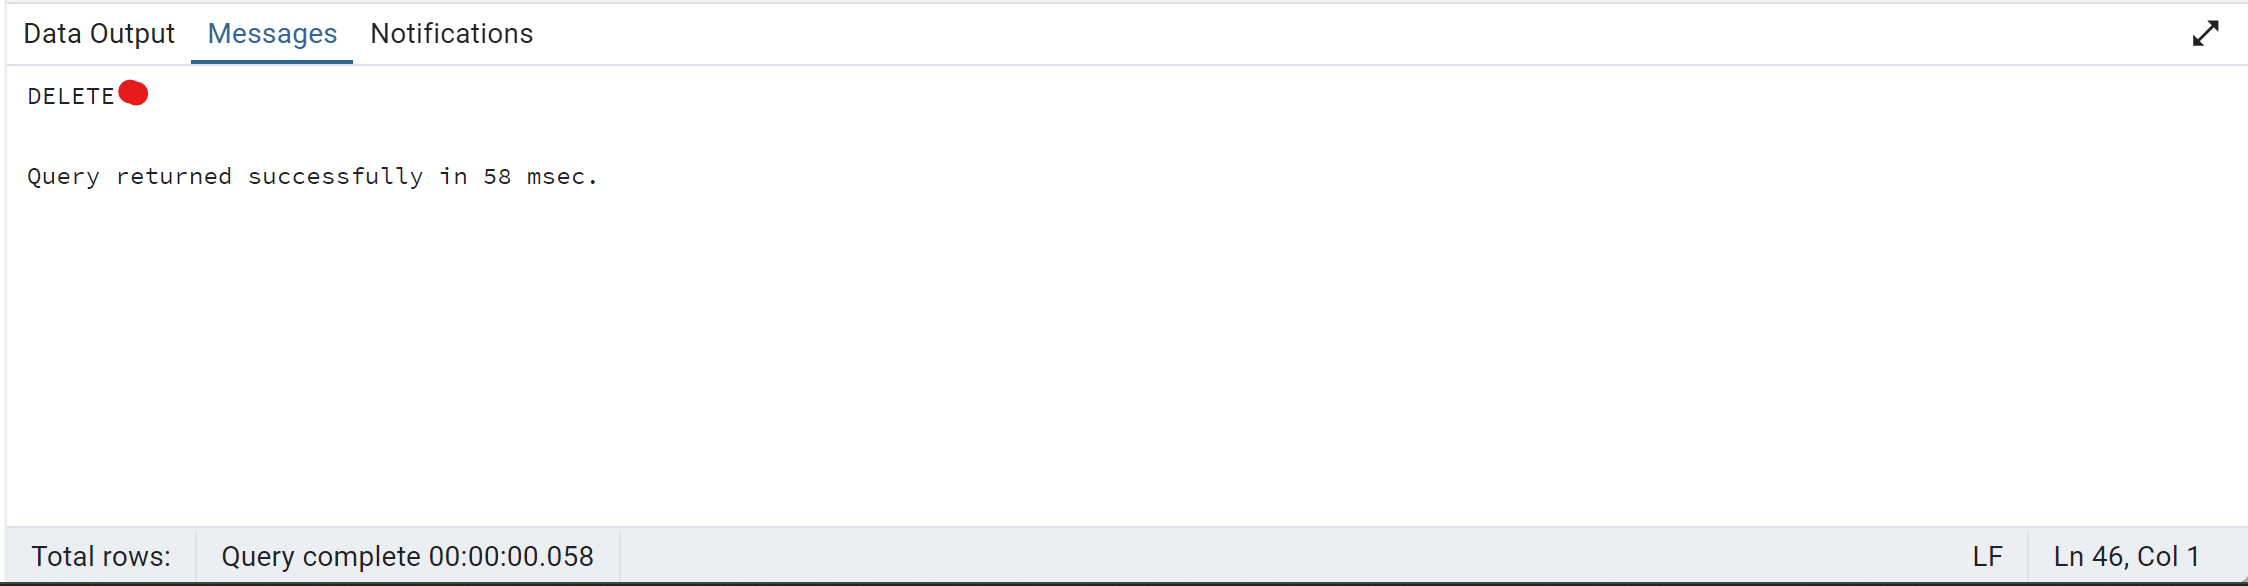 Data Output Messages Notifications
DELETE
Query returned successfully in 58 msec.
Total rows: Query complete 00:00:00.058 LF Ln 46, Col 1